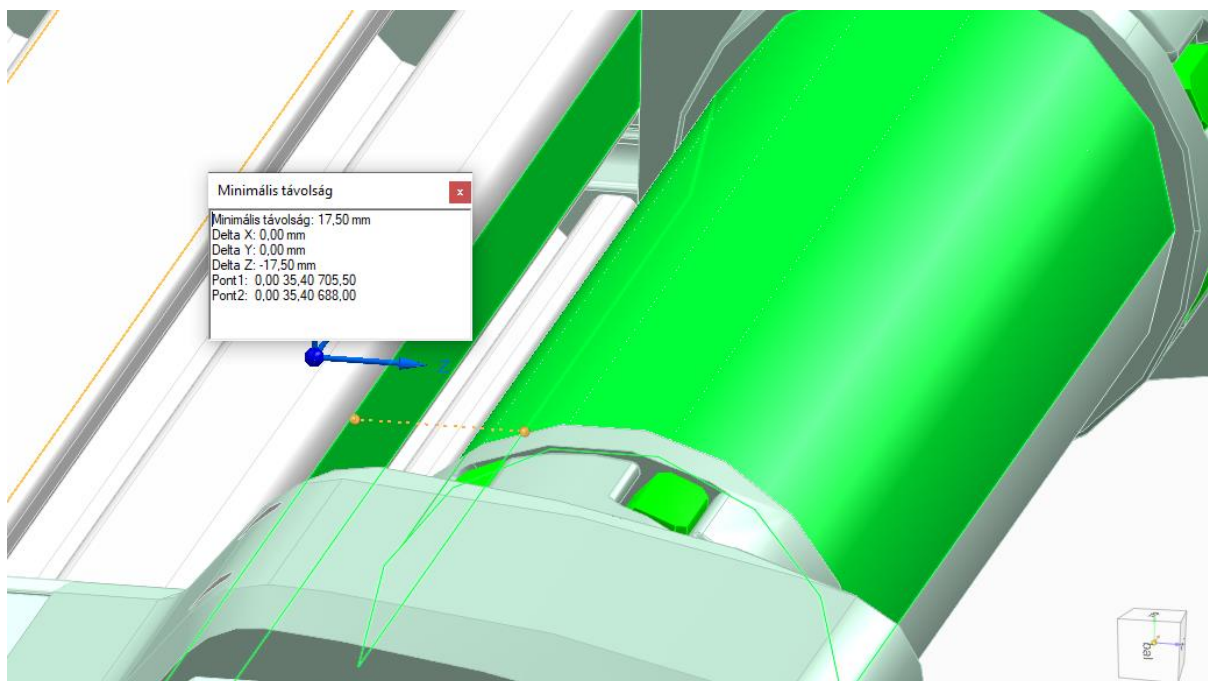 Minimális távolság
x
Minimális távolság: 17,50 mm
Delta X: 0,00 mm
Delta Y: 0,00 mm
Delta Z: -17,50 mm
Pont1:  0,00 35,40 705,50
Pont2:  0,00 35,40 688,00
Z
bal